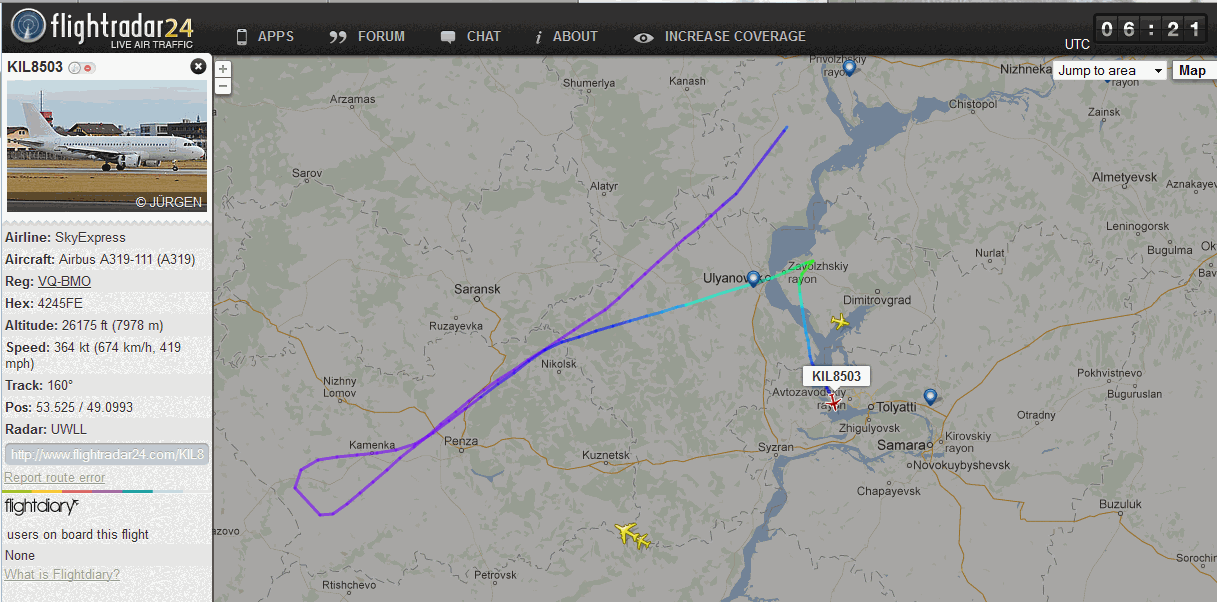 flightradar24
LIVE AIR TRAFFIC
APPS
FORUM
CHAT
i ABOUT
INCREASE COVERAGE
UTC
06:21
KIL8503
© JÜRGEN
Airline: SkyExpress
Aircraft: Airbus A319-111 (A319)
Reg: VQ-BMO
Hex: 4245FE
Altitude: 26175 ft (7978 m)
Speed: 364 kt (674 km/h, 419
mph)
Track: 160°
Pos: 53.525 / 49.0993
Radar: UWLL
http://www.flightradar24.com/KIL8
Report route error
flightdiary
users on board this flight
None
What is Flightdiary?
+
−
Jump to area
Map
Privolzhskiy
rayo
Nizhneka
rayon
Shumerlya
Kanash
Arzamas
Chistopol
Zainsk
Sarov
Alatyr
Almetyevsk
Aznakayev
Leninogorsk
Bugulma
Ok
Bav
Nurlat
Zavolzhskiy
rayon
Saransk
Dimitrovgrad
Ruzayevka
Nikolsk
KIL8503
Nizhny
Lomov
Pokhvistnevo
Buguruslan
Tolyatti
Otradny
Zhigulyovsk
Kamenka
Penza
Syzran
Samara
Kirovskiy
rayon
Kuznetsk
Novokuybyshevsk
Chapayevsk
Buzuluk
azovo
Sorochin
Petrovsk
Rtishchevo